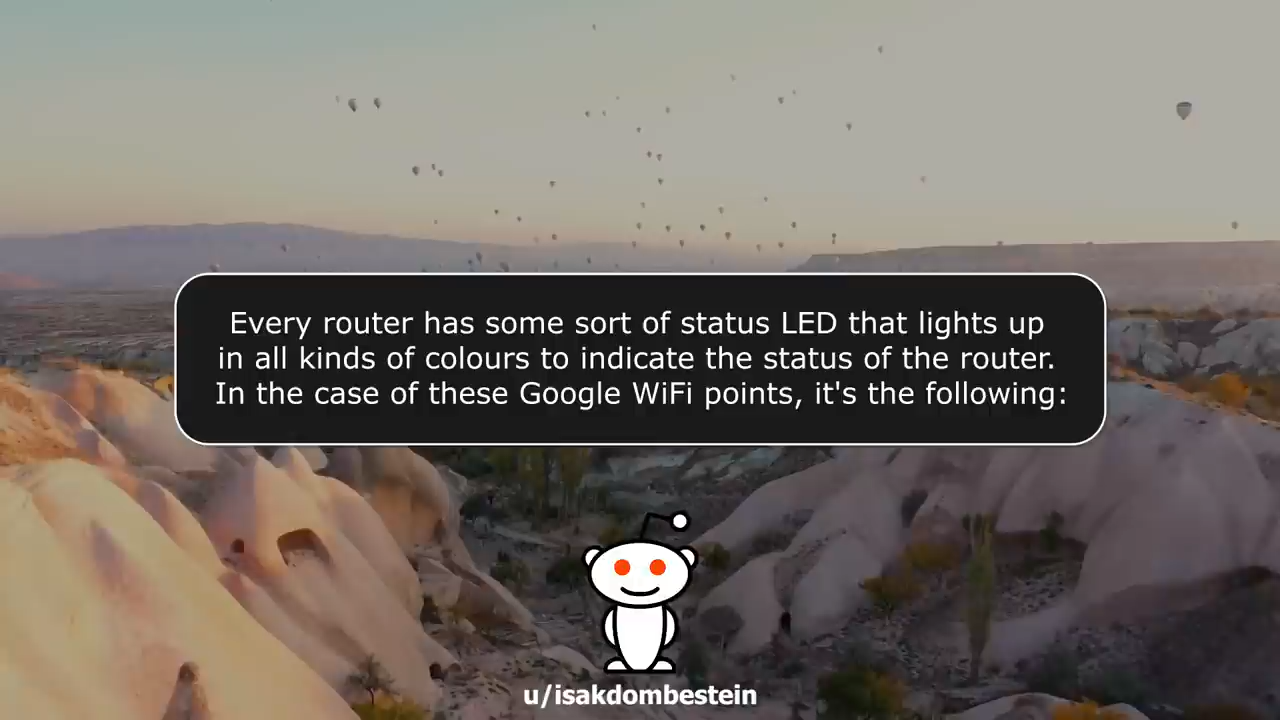 Every router has some sort of status LED that lights up
in all kinds of colours to indicate the status of the router.
In the case of these Google WiFi points, it's the following:
u/isakdombestein